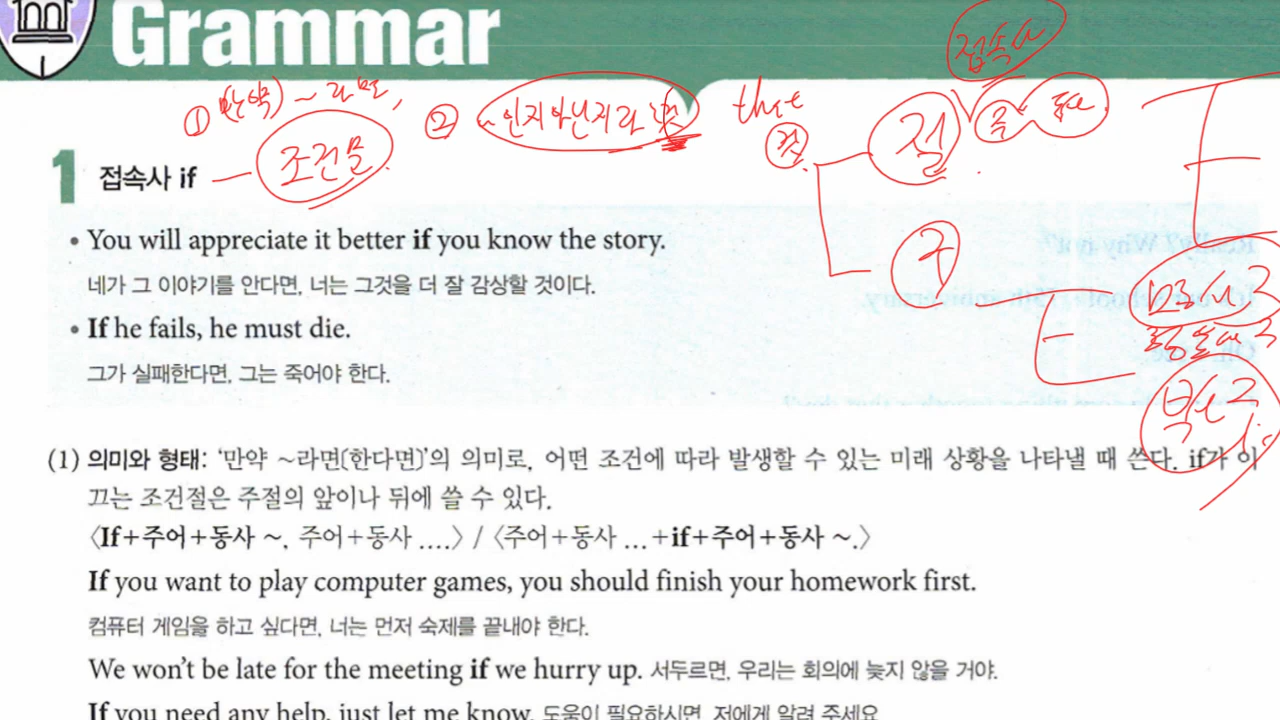 Grammar
접속사
① 만약) ~라면,
② ~인지 아닌지라는 것
that
것
절
주 동
조건문
1 접속사 if
구
• You will appreciate it better if you know the story.
네가 그 이야기를 안다면, 너는 그것을 더 잘 감상할 것이다.
• If he fails, he must die.
그가 실패한다면, 그는 죽어야 한다.
(1) 의미와 형태: ‘만약 ~라면(한다면)’의 의미로, 어떤 조건에 따라 발생할 수 있는 미래 상황을 나타낼 때 쓴다. if가 이
끄는 조건절은 주절의 앞이나 뒤에 쓸 수 있다.
〈If+주어+동사 ~, 주어+동사 ....〉 / 〈주어+동사 ...+if+주어+동사 ~.〉
If you want to play computer games, you should finish your homework first.
컴퓨터 게임을 하고 싶다면, 너는 먼저 숙제를 끝내야 한다.
We won't be late for the meeting if we hurry up. 서두르면, 우리는 회의에 늦지 않을 거야.
If you need any help, just let me know. 도움이 필요하시면, 저에게 알려 주세요